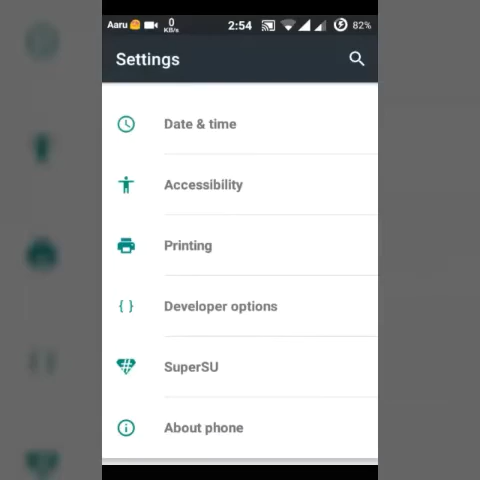 Aaru 0 KB/s 2:54 82%
Settings
Date & time
Accessibility
Printing
{ } Developer options
# SuperSU
About phone